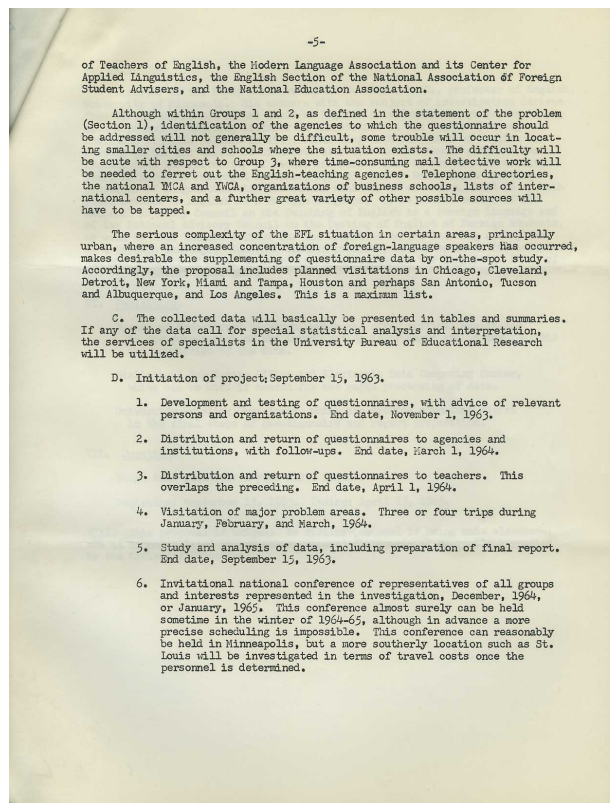 -5-
of Teachers of English, the Modern Language Association and its Center for
Applied Linguistics, the English Section of the National Association of Foreign
Student Advisers, and the National Education Association.
Although within Groups 1 and 2, as defined in the statement of the problem
(Section 1), identification of the agencies to which the questionnaire should
be addressed will not generally be difficult, some trouble will occur in locat-
ing smaller cities and schools where the situation exists. The difficulty will
be acute with respect to Group 3, where time-consuming mail detective work will
be needed to ferret out the English-teaching agencies. Telephone directories,
the national YMCA and YWCA, organizations of business schools, lists of inter-
national centers, and a further great variety of other possible sources will
have to be tapped.
The serious complexity of the EFL situation in certain areas, principally
urban, where an increased concentration of foreign-language speakers has occurred,
makes desirable the supplementing of questionnaire data by on-the-spot study.
Accordingly, the proposal includes planned visitations in Chicago, Cleveland,
Detroit, New York, Miami and Tampa, Houston and perhaps San Antonio, Tucson
and Albuquerque, and Los Angeles. This is a maximum list.
C. The collected data will basically be presented in tables and summaries.
If any of the data call for special statistical analysis and interpretation,
the services of specialists in the University Bureau of Educational Research
will be utilized.
D. Initiation of project; September 15, 1963.
1. Development and testing of questionnaires, with advice of relevant
persons and organizations. End date, November 1, 1963.
2. Distribution and return of questionnaires to agencies and
institutions, with follow-ups. End date, March 1, 1964.
3. Distribution and return of questionnaires to teachers. This
overlaps the preceding. End date, April 1, 1964.
4. Visitation of major problem areas. Three or four trips during
January, February, and March, 1964.
5. Study and analysis of data, including preparation of final report.
End date, September 15, 1963.
6. Invitational national conference of representatives of all groups
and interests represented in the investigation, December, 1964,
or January, 1965. This conference almost surely can be held
sometime in the winter of 1964-65, although in advance a more
precise scheduling is impossible. This conference can reasonably
be held in Minneapolis, but a more southerly location such as St.
Louis will be investigated in terms of travel costs once the
personnel is determined.